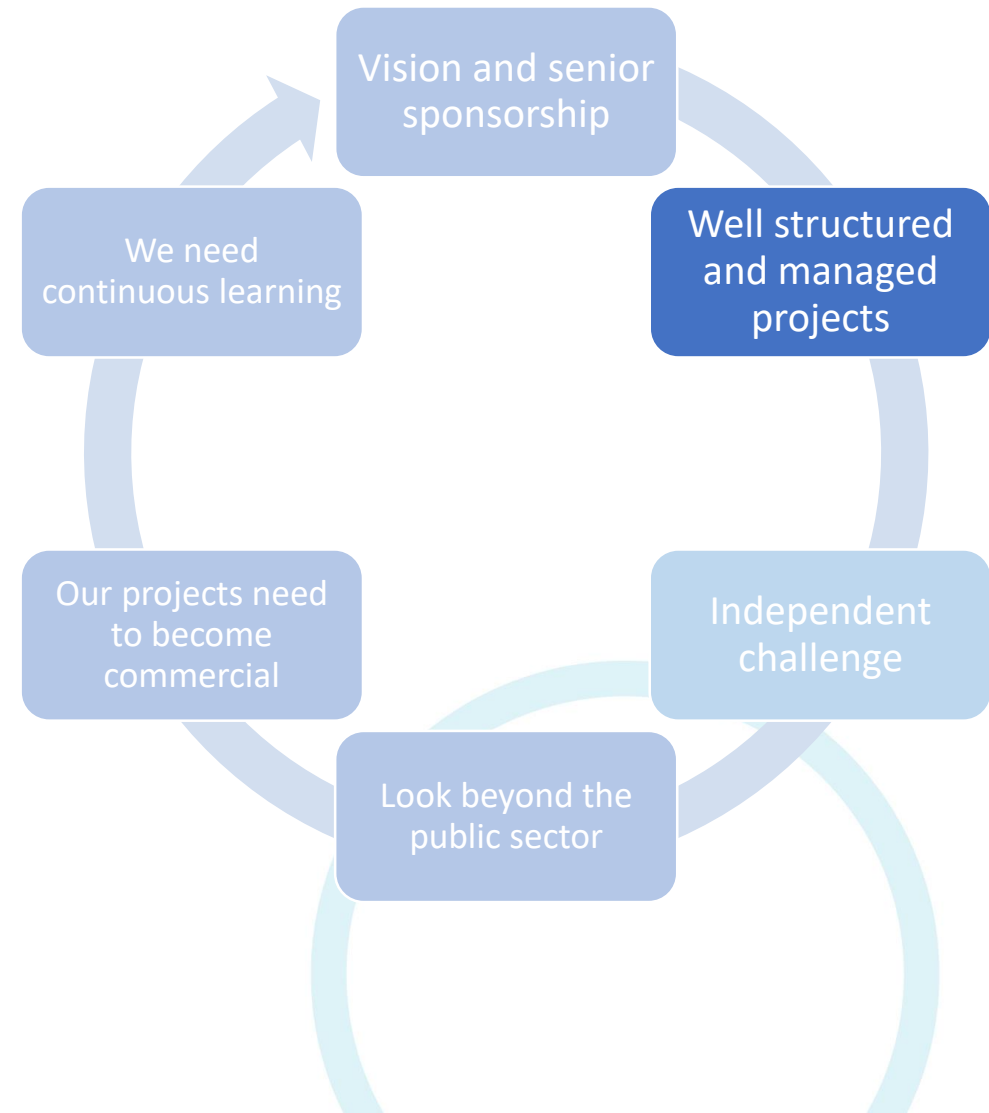 Vision and senior
sponsorship
Well structured
and managed
projects
Independent
challenge
Look beyond the
public sector
Our projects need
to become
commercial
We need
continuous learning